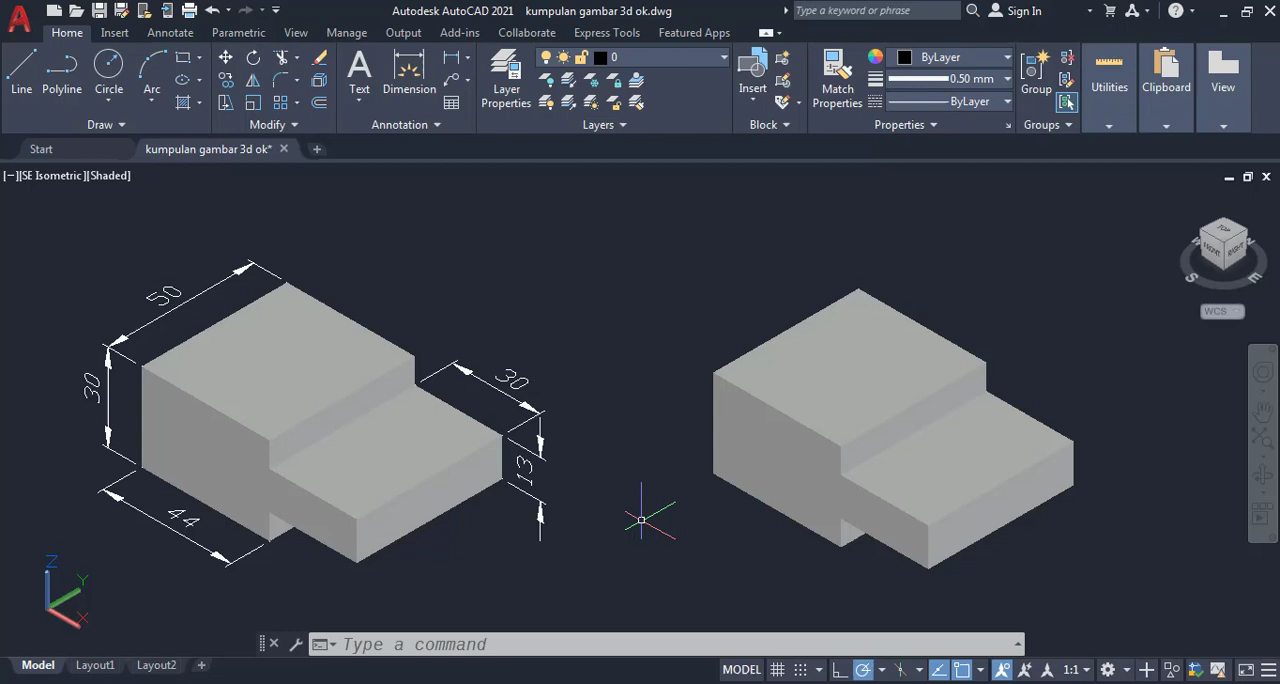 Autodesk AutoCAD 2021 kumpulan gambar 3d ok.dwg
Type a keyword or phrase
Sign In
Home Insert Annotate Parametric View Manage Output Add-ins Collaborate Express Tools Featured Apps
Line Polyline Circle Arc
Text Dimension
Layer Properties
0
Insert
Match Properties
ByLayer
0.50 mm
ByLayer
Group
Utilities
Clipboard
View
Draw Modify Annotation Layers Block Properties Groups
Start kumpulan gambar 3d ok*
[−][SE Isometric][Shaded]
TOP
FRONT RIGHT
W N
S E
WCS
50
30
30
13
44
Z
Y
X
Type a command
Model Layout1 Layout2
MODEL 1:1